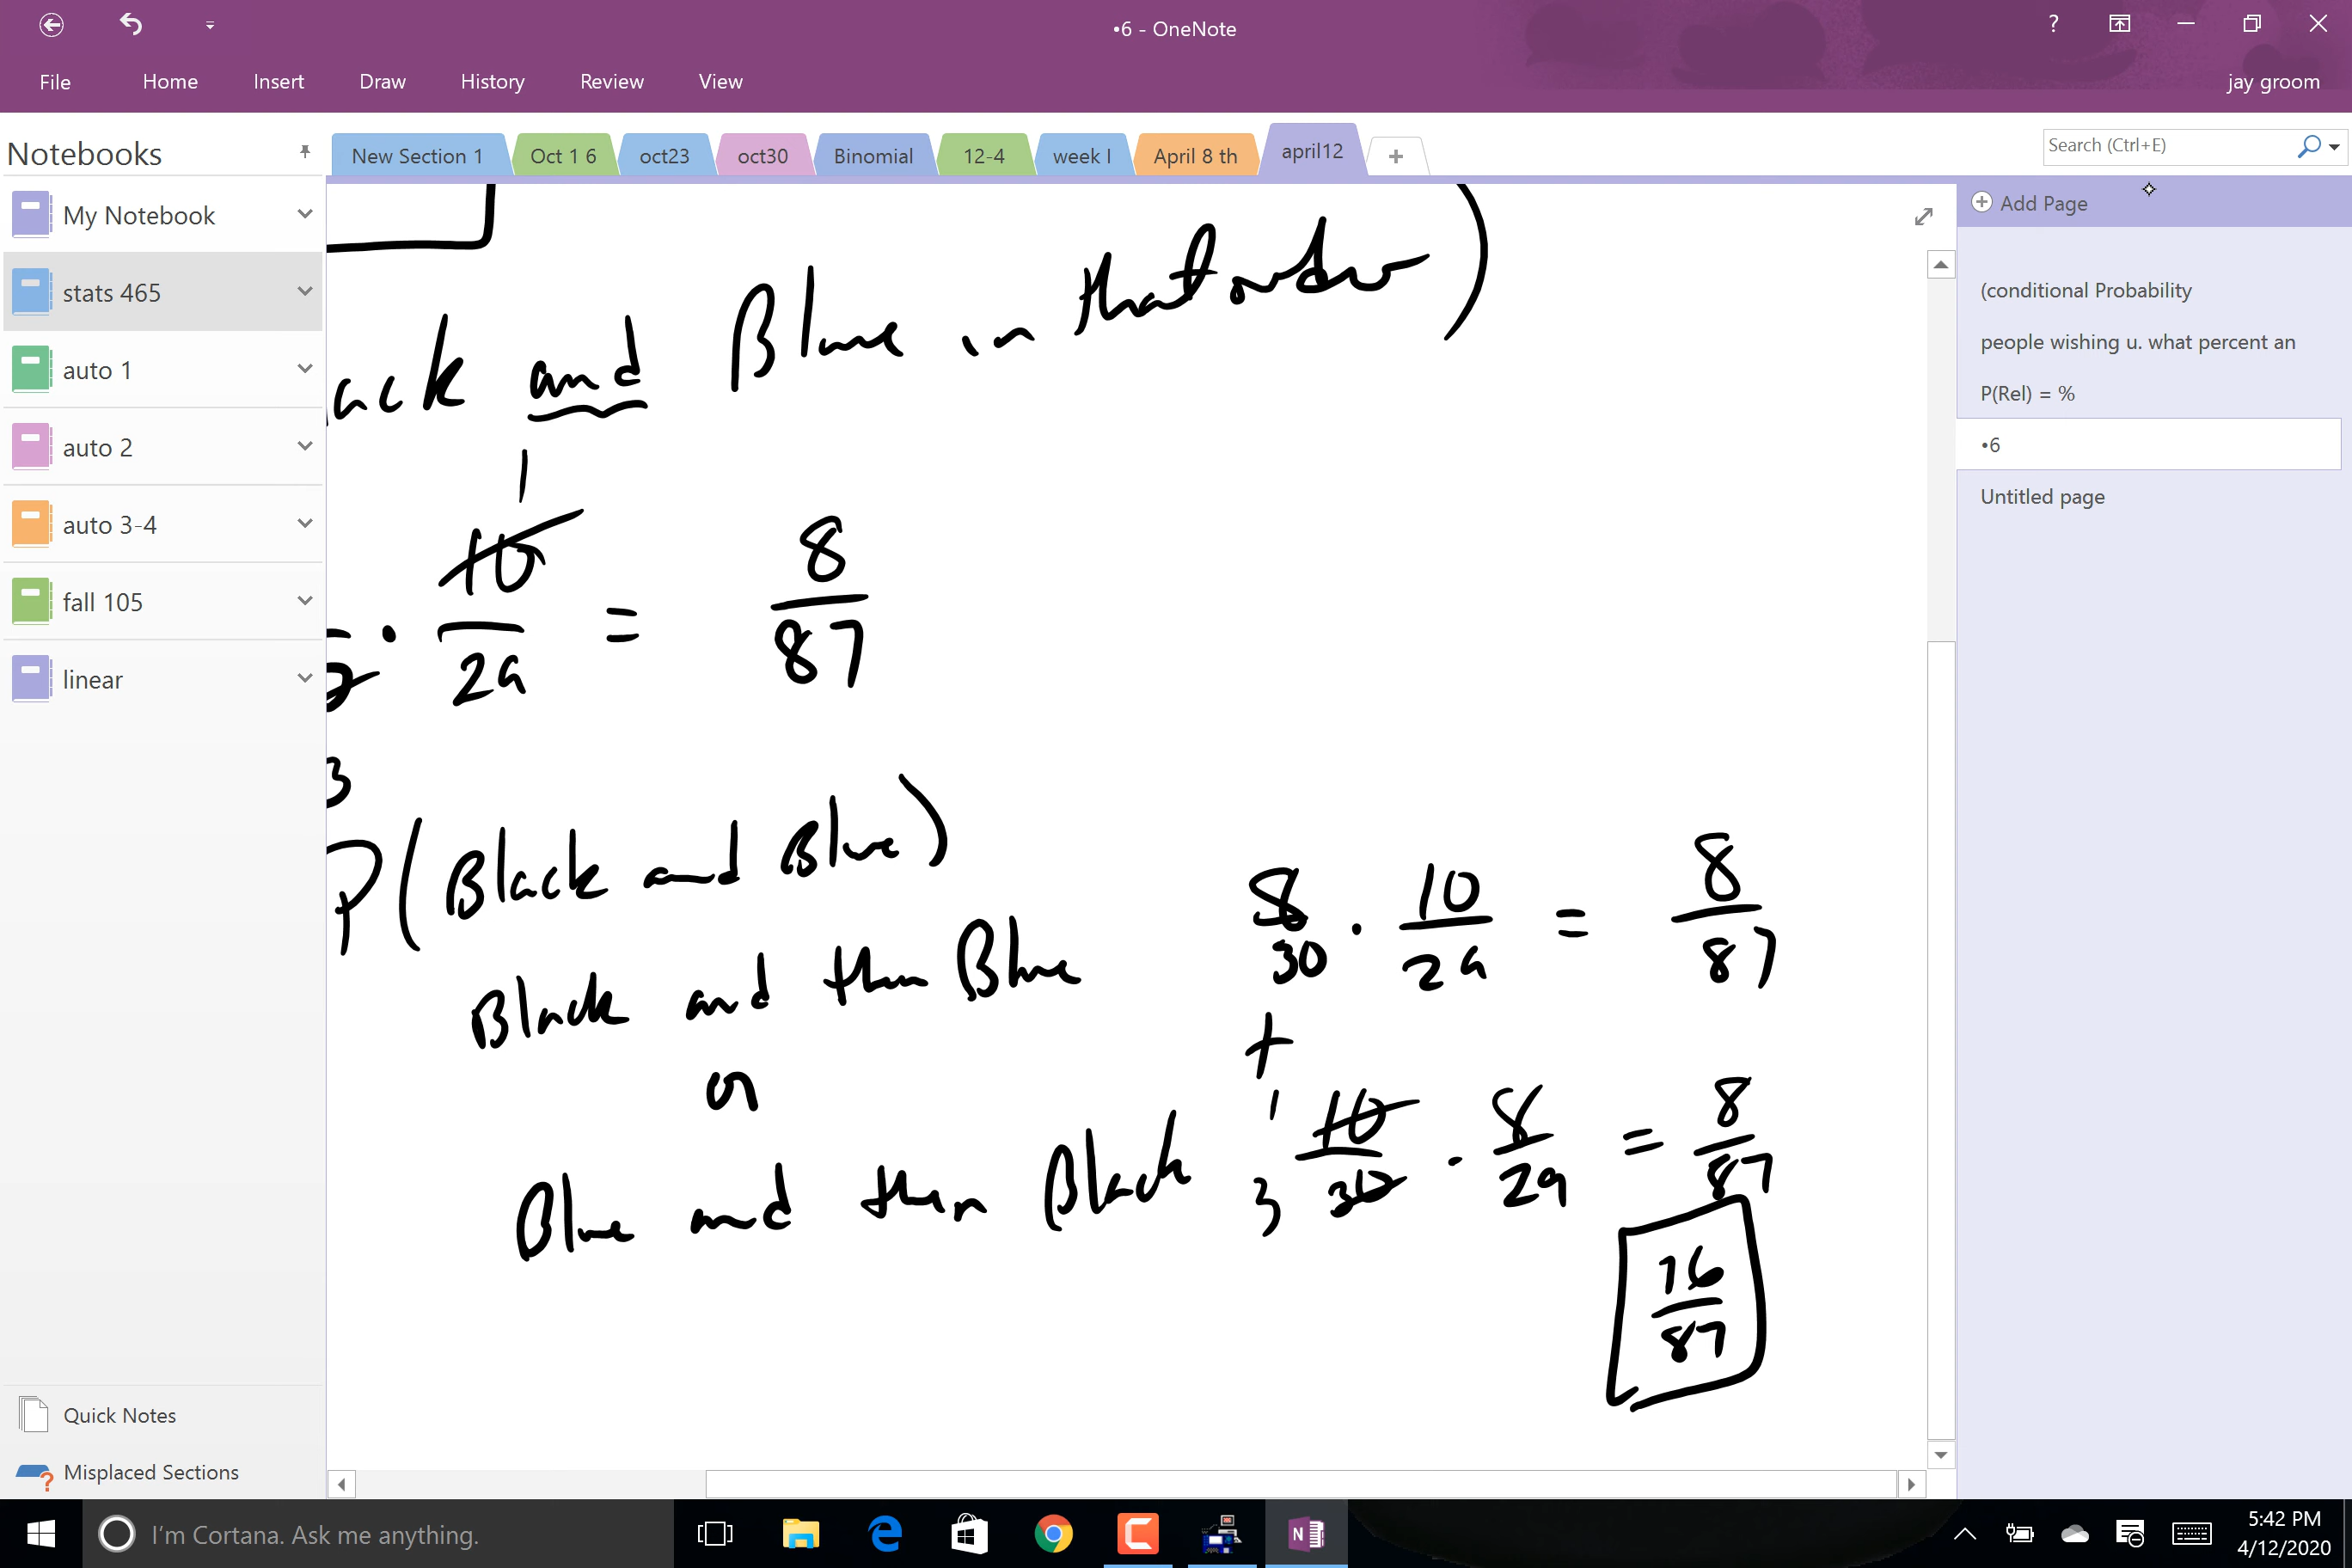 •6 - OneNote
?
File Home Insert Draw History Review View
jay groom
Notebooks
New Section 1 Oct 1 6 oct23 oct30 Binomial 12-4 week I April 8 th april12 +
Search (Ctrl+E)
My Notebook
stats 465
auto 1
auto 2
auto 3-4
fall 105
linear
Quick Notes
Misplaced Sections
Add Page
(conditional Probability
people wishing u. what percent an
P(Rel) = %
•6
Untitled page
ack and Blue in that order)
1
· 10/29 = 8/87
3
P(Black and Blue)
Black and then Blue 8/30 · 10/29 = 8/87
or +
Blue and then Black 1 3 10/30 · 8/29 = 8/87
16/87
I'm Cortana. Ask me anything.
5:42 PM
4/12/2020